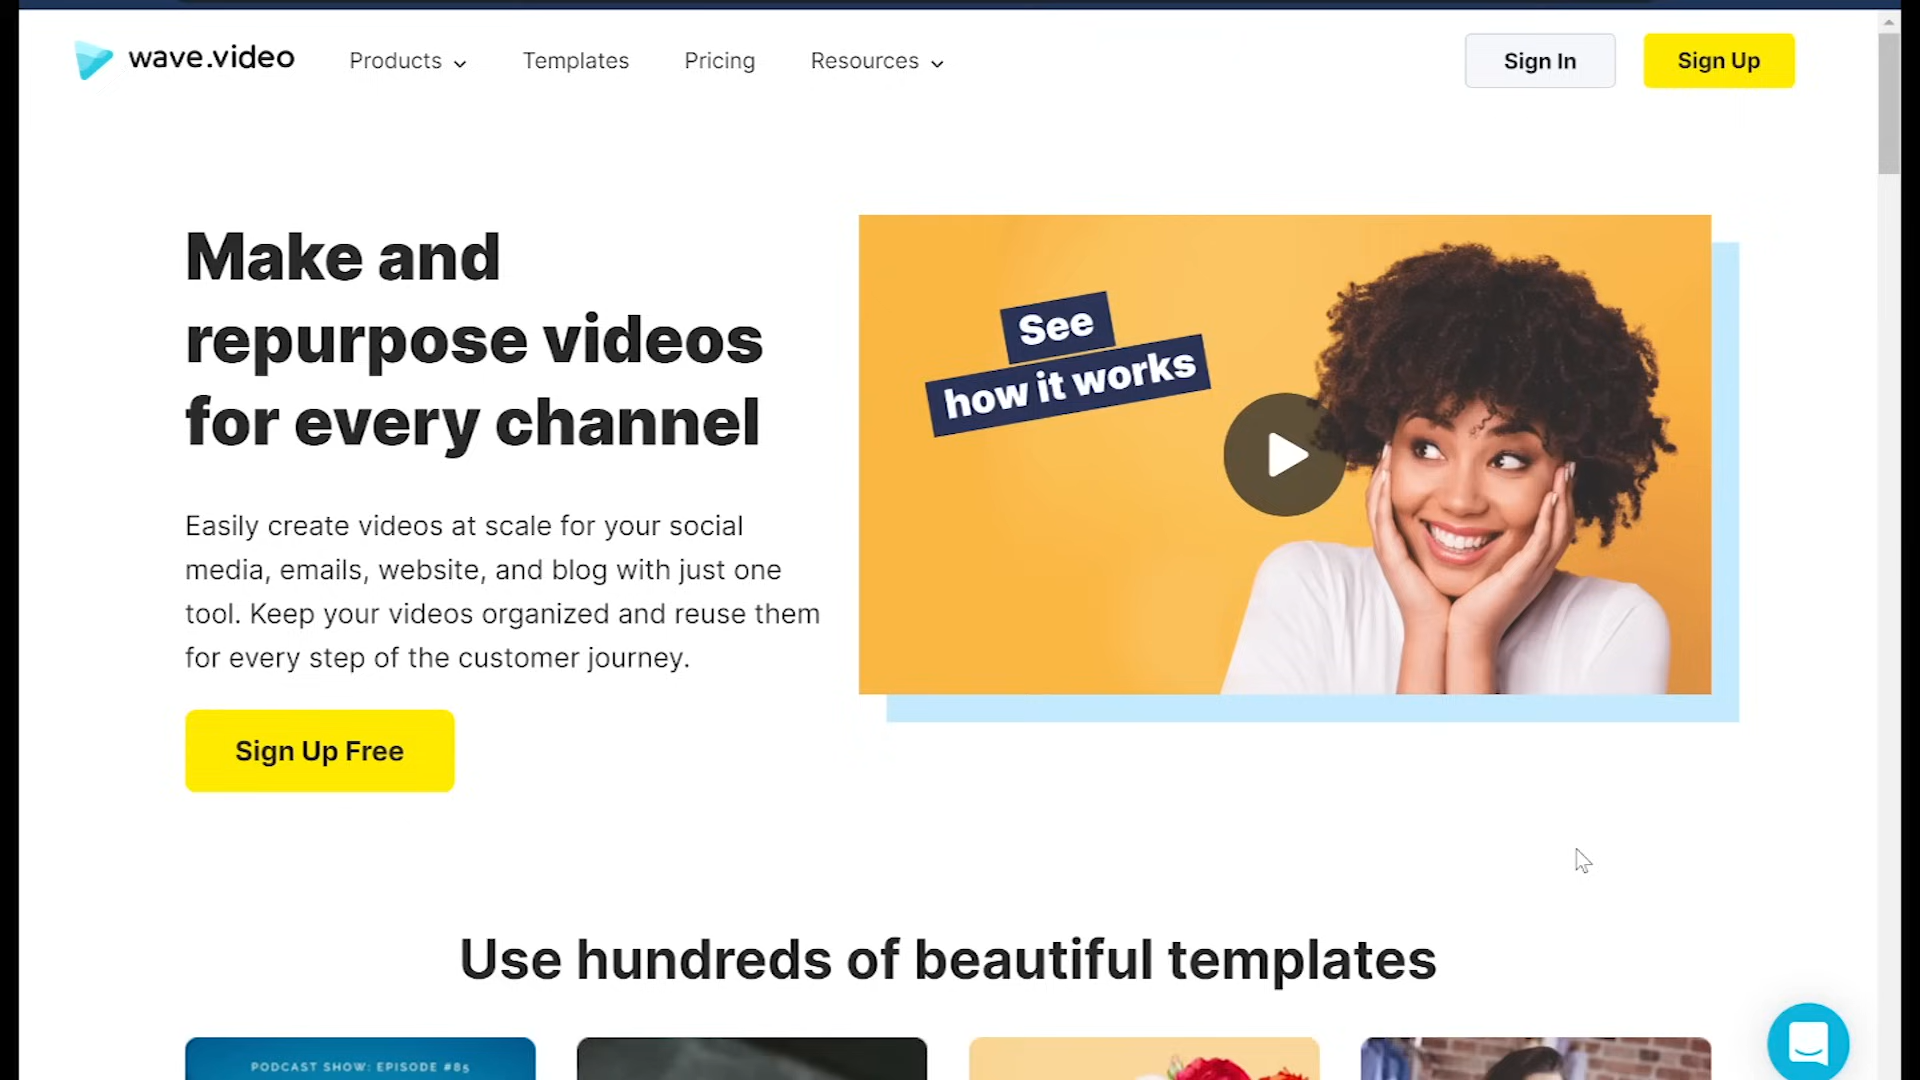 wave.video
Products
Templates
Pricing
Resources
Sign In
Sign Up
Make and
repurpose videos
for every channel
See
how it works
Easily create videos at scale for your social
media, emails, website, and blog with just one
tool. Keep your videos organized and reuse them
for every step of the customer journey.
Sign Up Free
Use hundreds of beautiful templates
PODCAST SHOW: EPISODE #85